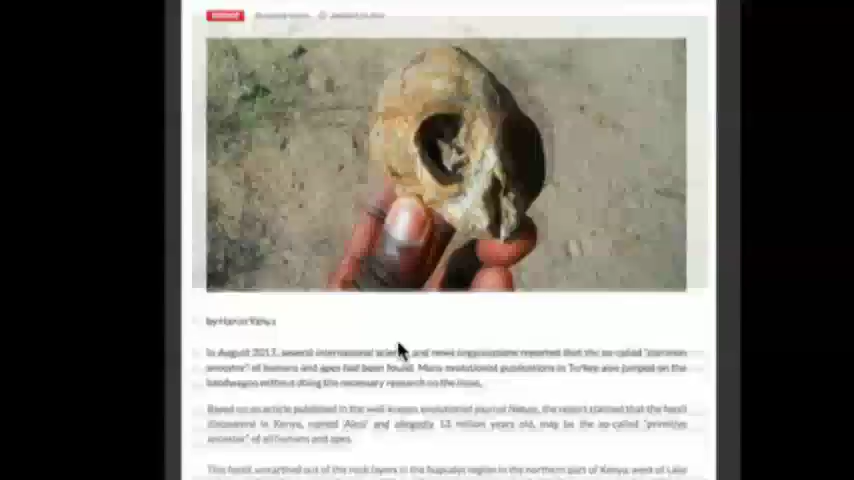 by Harun Yahya
In August 2017, several international science and news organizations reported that the so-called "common
ancestor" of humans and apes had been found. Many evolutionist publications in Turkey also jumped on the
bandwagon without doing the necessary research on the issue.
Based on an article published in the well-known evolutionist journal Nature, the report claimed that the fossil
discovered in Kenya, named 'Alesi' and allegedly 13 million years old, may be the so-called "primitive
ancestor" of all humans and apes.
This fossil, unearthed out of the rock layers in the Napudet region in the northern part of Kenya, west of Lake